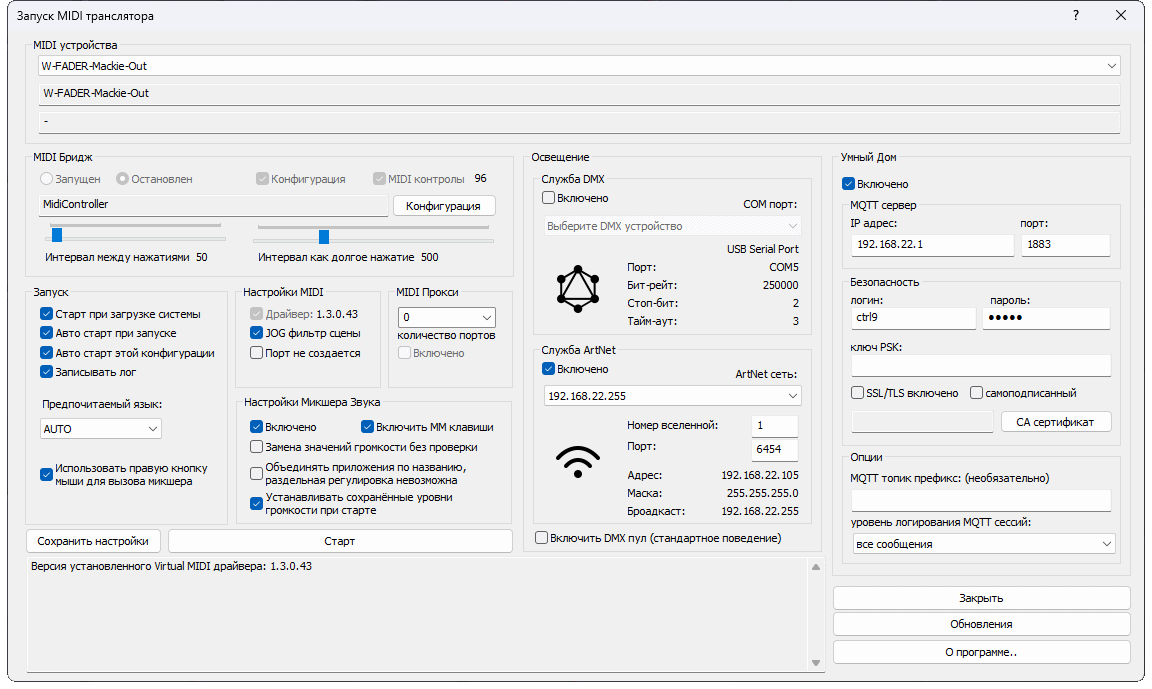 Запуск MIDI транслятора
?
MIDI устройства
W-FADER-Mackie-Out
W-FADER-Mackie-Out
-
MIDI Бридж
Запущен
Остановлен
Конфигурация
MIDI контролы 96
MidiController
Конфигурация
Интервал между нажатиями 50
Интервал как долгое нажатие 500
Запуск
Старт при загрузке системы
Авто старт при запуске
Авто старт этой конфигурации
Записывать лог
Предпочитаемый язык:
AUTO
Использовать правую кнопку
мыши для вызова микшера
Настройки MIDI
Драйвер: 1.3.0.43
JOG фильтр сцены
Порт не создается
MIDI Прокси
0
количество портов
Включено
Настройки Микшера Звука
Включено
Включить ММ клавиши
Замена значений громкости без проверки
Объединять приложения по названию,
раздельная регулировка невозможна
Устанавливать сохранённые уровни
громкости при старте
Сохранить настройки
Старт
Версия установленного Virtual MIDI драйвера: 1.3.0.43
Освещение
Служба DMX
Включено
COM порт:
Выберите DMX устройство
USB Serial Port
Порт: COM5
Бит-рейт: 250000
Стоп-бит: 2
Тайм-аут: 3
Служба ArtNet
Включено
ArtNet сеть:
192.168.22.255
Номер вселенной: 1
Порт: 6454
Адрес: 192.168.22.105
Маска: 255.255.255.0
Броадкаст: 192.168.22.255
Включить DMX пул (стандартное поведение)
Умный Дом
Включено
MQTT сервер
IP адрес: порт:
192.168.22.1 1883
Безопасность
логин: пароль:
ctrl9 •••••
ключ PSK:
SSL/TLS включено
самоподписанный
CA сертификат
Опции
MQTT топик префикс: (необязательно)
уровень логирования MQTT сессий:
все сообщения
Закрыть
Обновления
О программе..